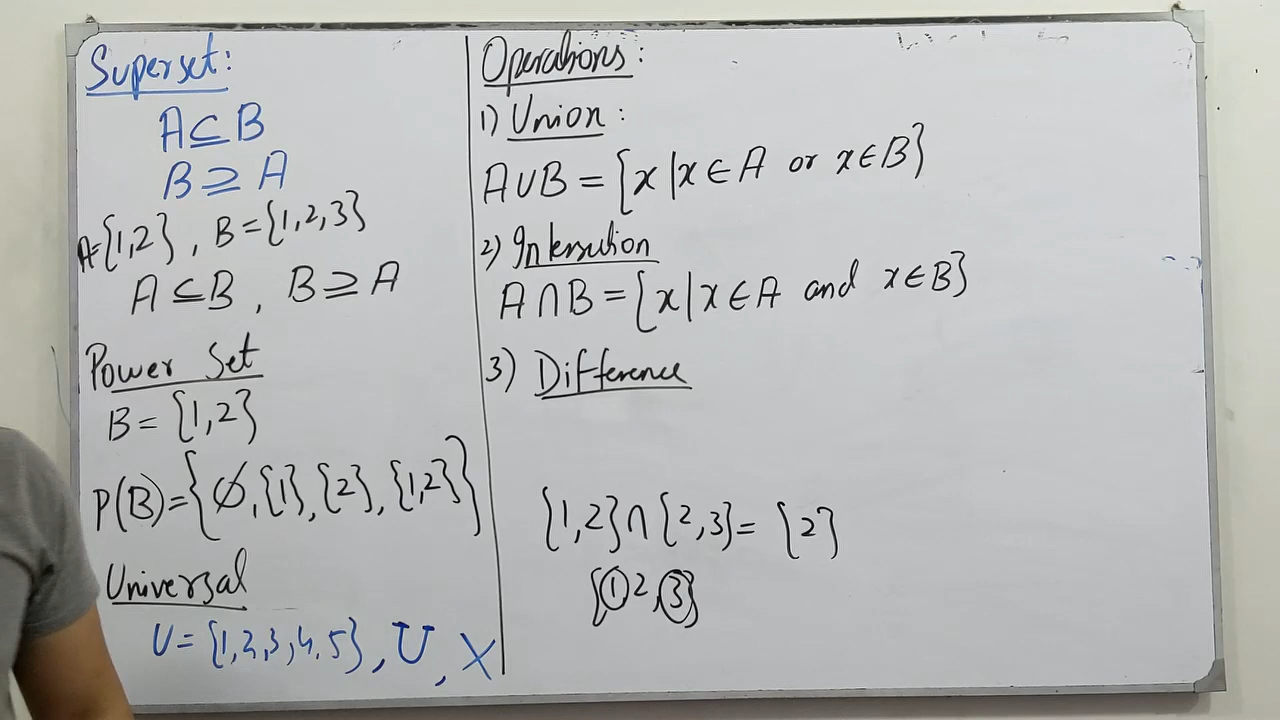 Superset:
A⊆B
B⊇A
A={1,2}, B={1,2,3}
A⊆B, B⊇A
Power Set
B={1,2}
P(B)={∅,{1},{2},{1,2}}
Universal
U={1,2,3,4,5}, U, X
Operations:
1) Union:
A∪B={x|x∈A or x∈B}
2) Intersection
A∩B={x|x∈A and x∈B}
3) Difference
{1,2}∩{2,3}={2}
{1 2,3}